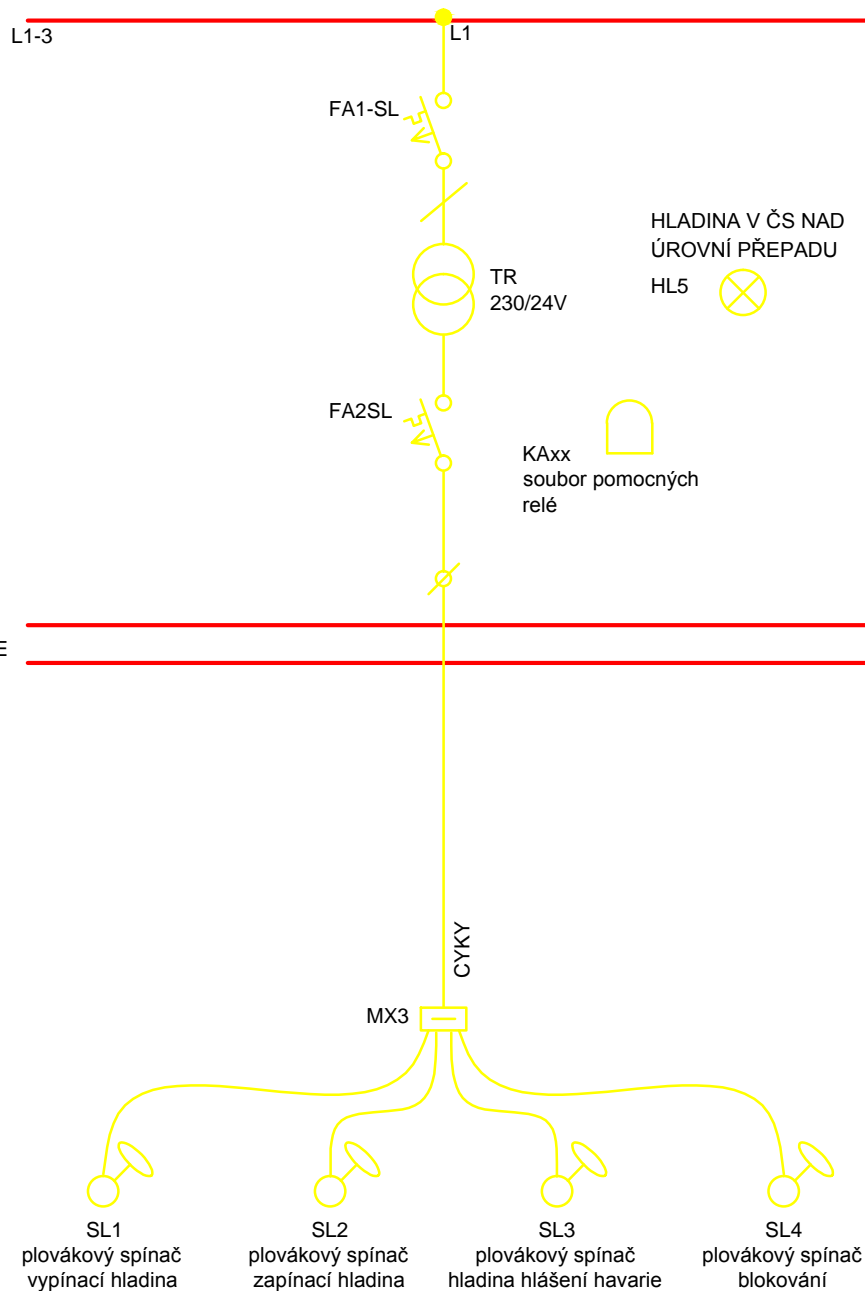 L1-3
L1
FA1-SL
HLADINA V ČS NAD
ÚROVNÍ PŘEPADU
HL5
TR
230/24V
FA2SL
KAxx
soubor pomocných
relé
E
CYKY
MX3
SL1
plovákový spínač
vypínací hladina
SL2
plovákový spínač
zapínací hladina
SL3
plovákový spínač
hladina hlášení havarie
SL4
plovákový spínač
blokování